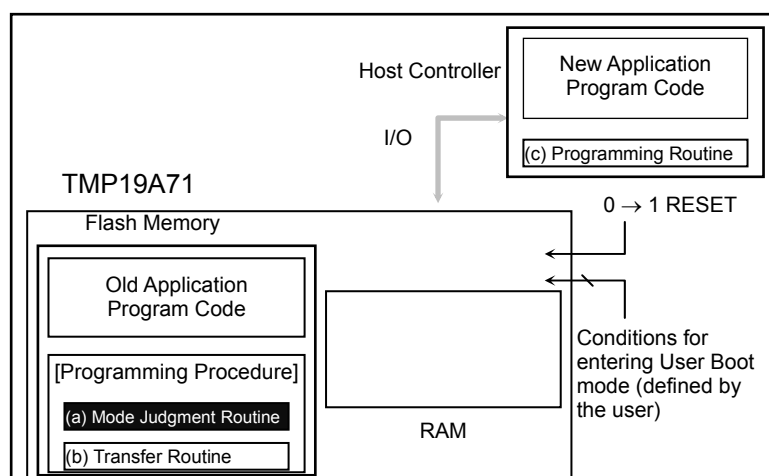 Host Controller
New Application
Program Code
(c) Programming Routine
I/O
TMP19A71
0 → 1 RESET
Flash Memory
Old Application
Program Code
[Programming Procedure]
(a) Mode Judgment Routine
(b) Transfer Routine
RAM
Conditions for
entering User Boot
mode (defined by
the user)